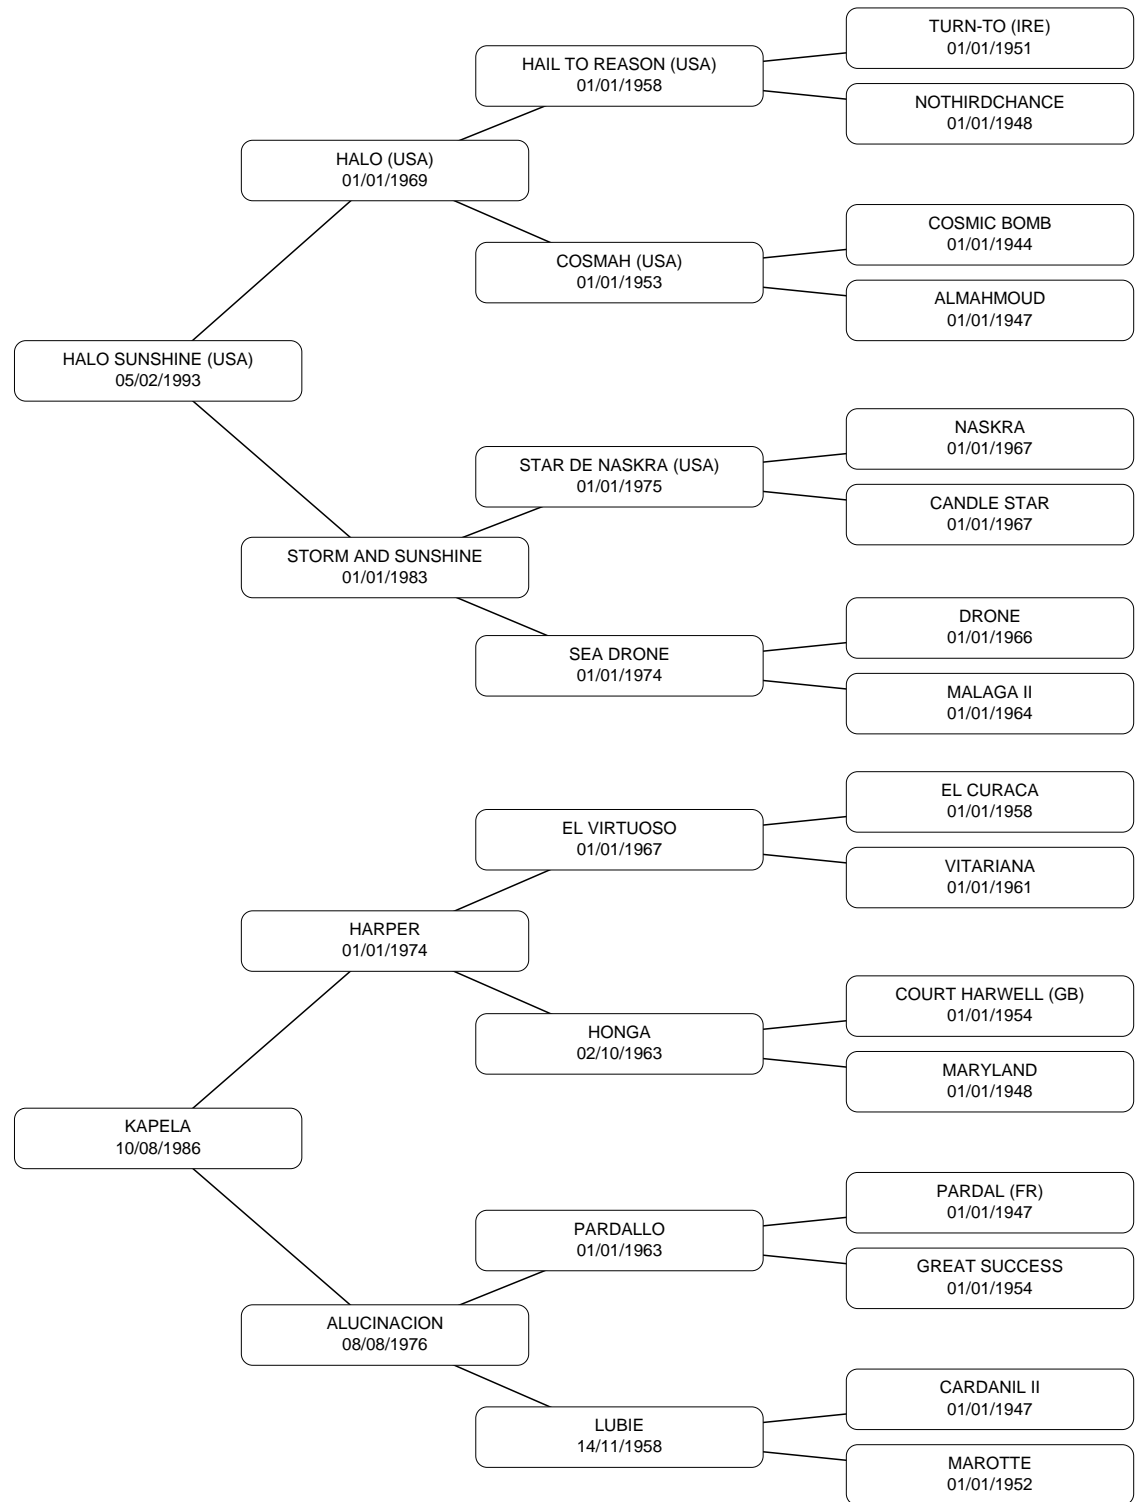 TURN-TO (IRE)
01/01/1951
HAIL TO REASON (USA)
01/01/1958
NOTHIRDCHANCE
01/01/1948
HALO (USA)
01/01/1969
COSMIC BOMB
01/01/1944
COSMAH (USA)
01/01/1953
ALMAHMOUD
01/01/1947
HALO SUNSHINE (USA)
05/02/1993
NASKRA
01/01/1967
STAR DE NASKRA (USA)
01/01/1975
CANDLE STAR
01/01/1967
STORM AND SUNSHINE
01/01/1983
DRONE
01/01/1966
SEA DRONE
01/01/1974
MALAGA II
01/01/1964
EL CURACA
01/01/1958
EL VIRTUOSO
01/01/1967
VITARIANA
01/01/1961
HARPER
01/01/1974
COURT HARWELL (GB)
01/01/1954
HONGA
02/10/1963
MARYLAND
01/01/1948
KAPELA
10/08/1986
PARDAL (FR)
01/01/1947
PARDALLO
01/01/1963
GREAT SUCCESS
01/01/1954
ALUCINACION
08/08/1976
CARDANIL II
01/01/1947
LUBIE
14/11/1958
MAROTTE
01/01/1952